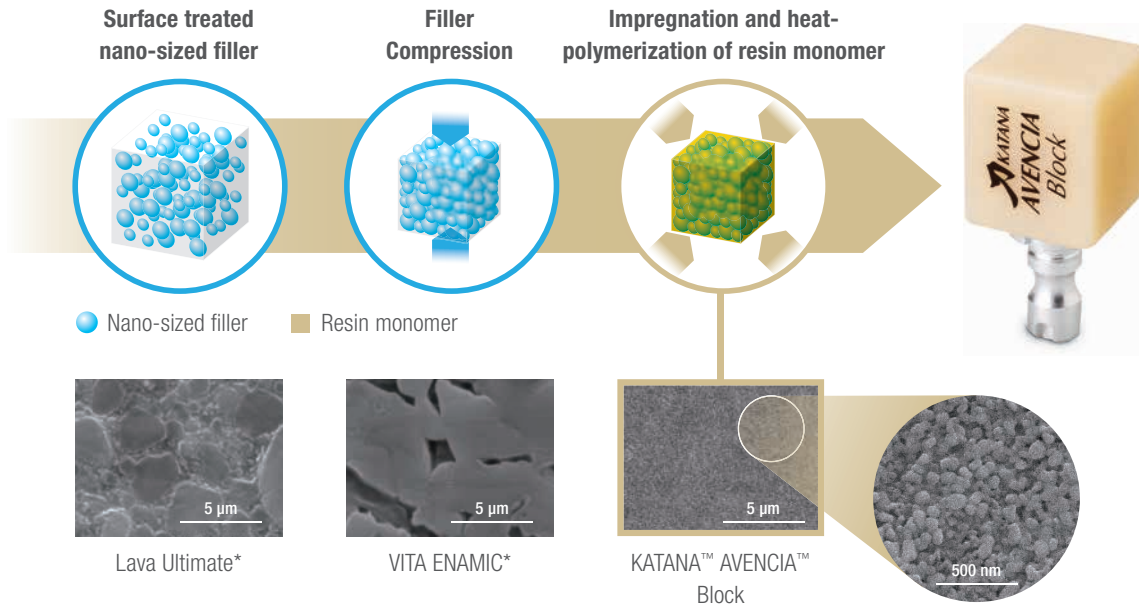 Surface treated
nano-sized filler
Filler
Compression
Impregnation and heat-
polymerization of resin monomer
KATANA
AVENCIA
Block
Nano-sized filler
Resin monomer
5 µm
5 µm
5 µm
500 nm
Lava Ultimate*
VITA ENAMIC*
KATANA™ AVENCIA™
Block